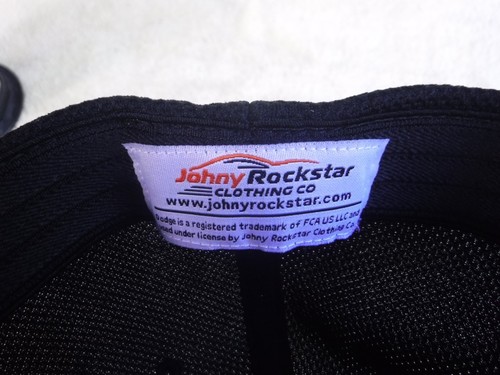 Johny Rockstar
CLOTHING CO
www.johnyrockstar.com
Dodge is a registered trademark of FCA US LLC and
used under license by Johny Rockstar Clothing Co